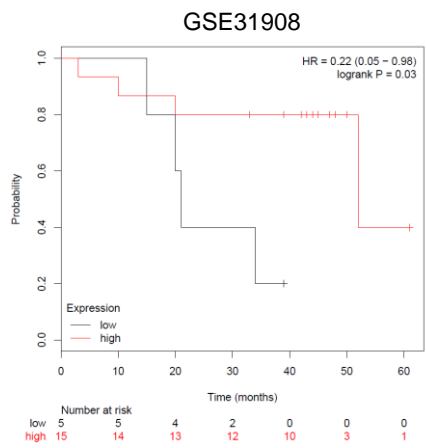 GSE31908
HR = 0.22 (0.05 − 0.98)
logrank P = 0.03
1.0
0.8
0.6
0.4
0.2
0.0
Probability
Expression
low
high
0 10 20 30 40 50 60
Time (months)
Number at risk
low 5 5 4 2 0 0 0
high 15 14 13 12 10 3 1